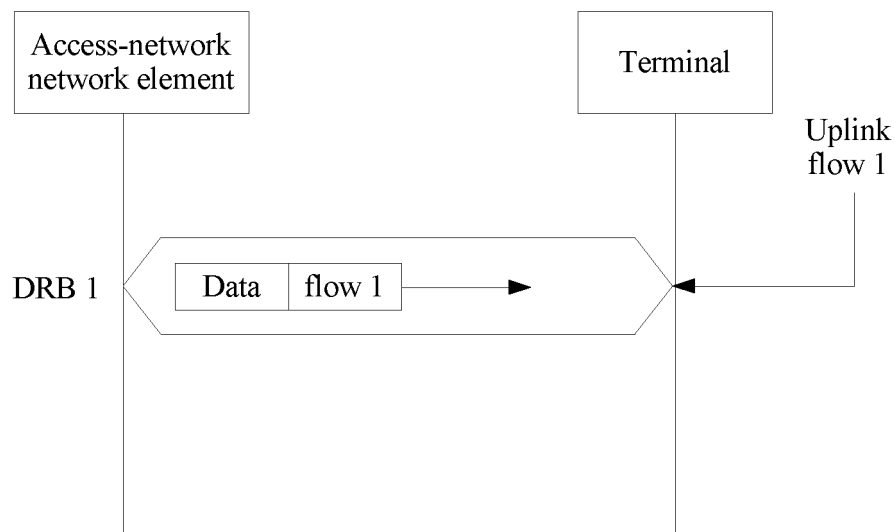 Access-network
network element
Terminal
Uplink
flow 1
DRB 1
Data
flow 1